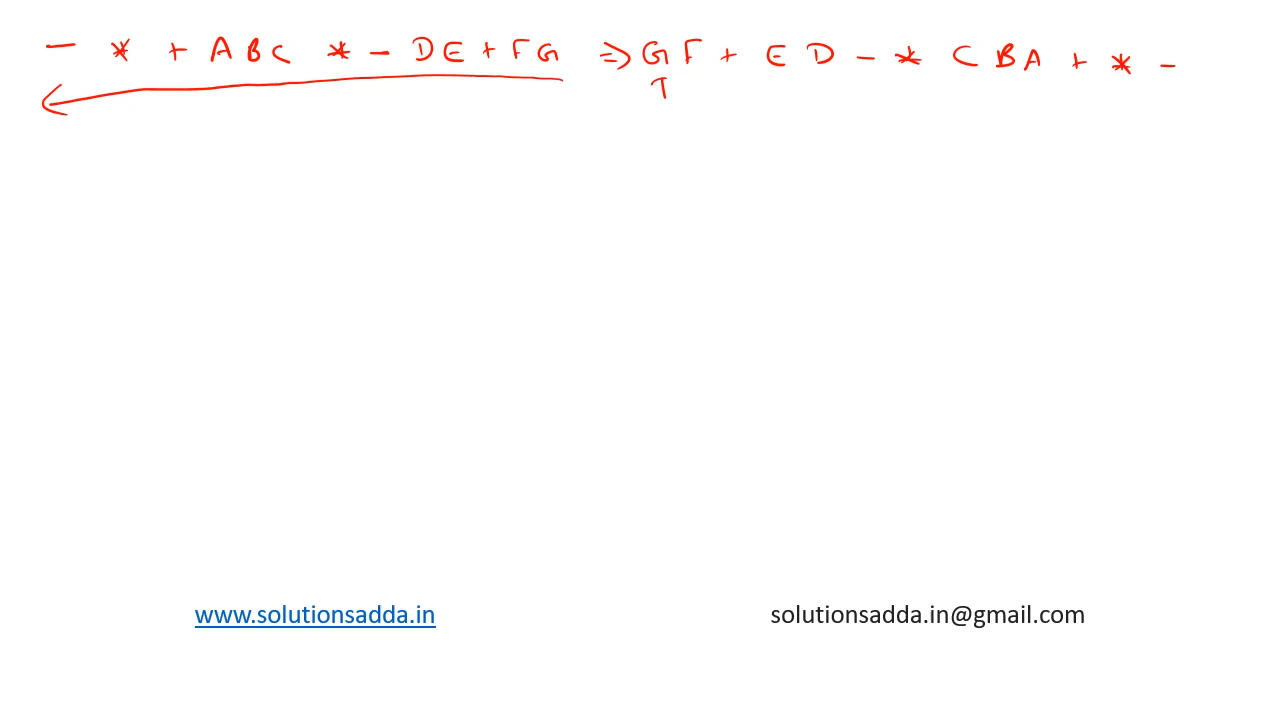 - * + A B C * - D E + F G ⇒ G F + E D - * C B A + * -
↑
www.solutionsadda.in
solutionsadda.in@gmail.com